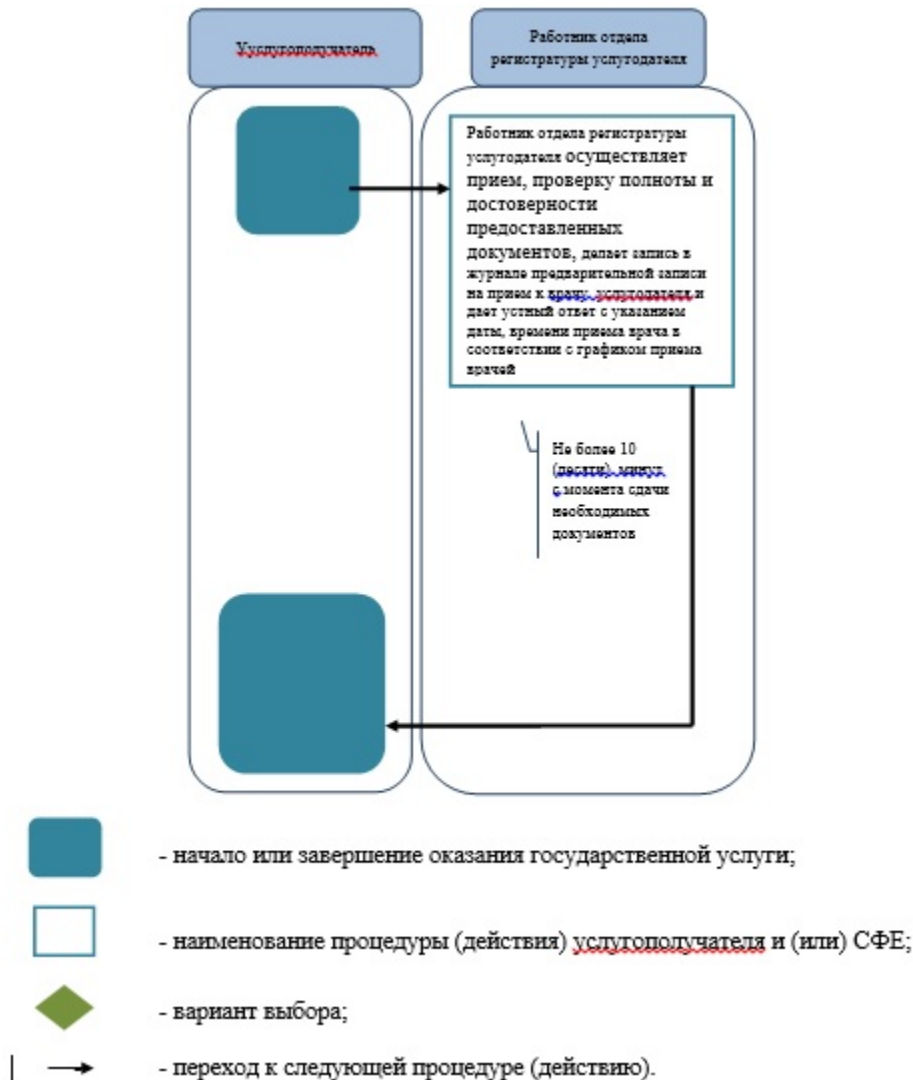 Ууслугополучатель
Работник отдела
регистратуры услугодателя
Работник отдела регистратуры
услугодателя осуществляет
прием, проверку полноты и
достоверности
предоставленных
документов, делает запись в
журнале предварительной записи
на прием к врачу, услугодателя и
дает устный ответ с указанием
даты, времени приема врача в
соответствии с графиком приема
врачей
Не более 10
(десяти) минут
с момента сдачи
необходимых
документов
- начало или завершение оказания государственной услуги;
- наименование процедуры (действия) услугополучателя и (или) СФЕ;
- вариант выбора;
- переход к следующей процедуре (действию).